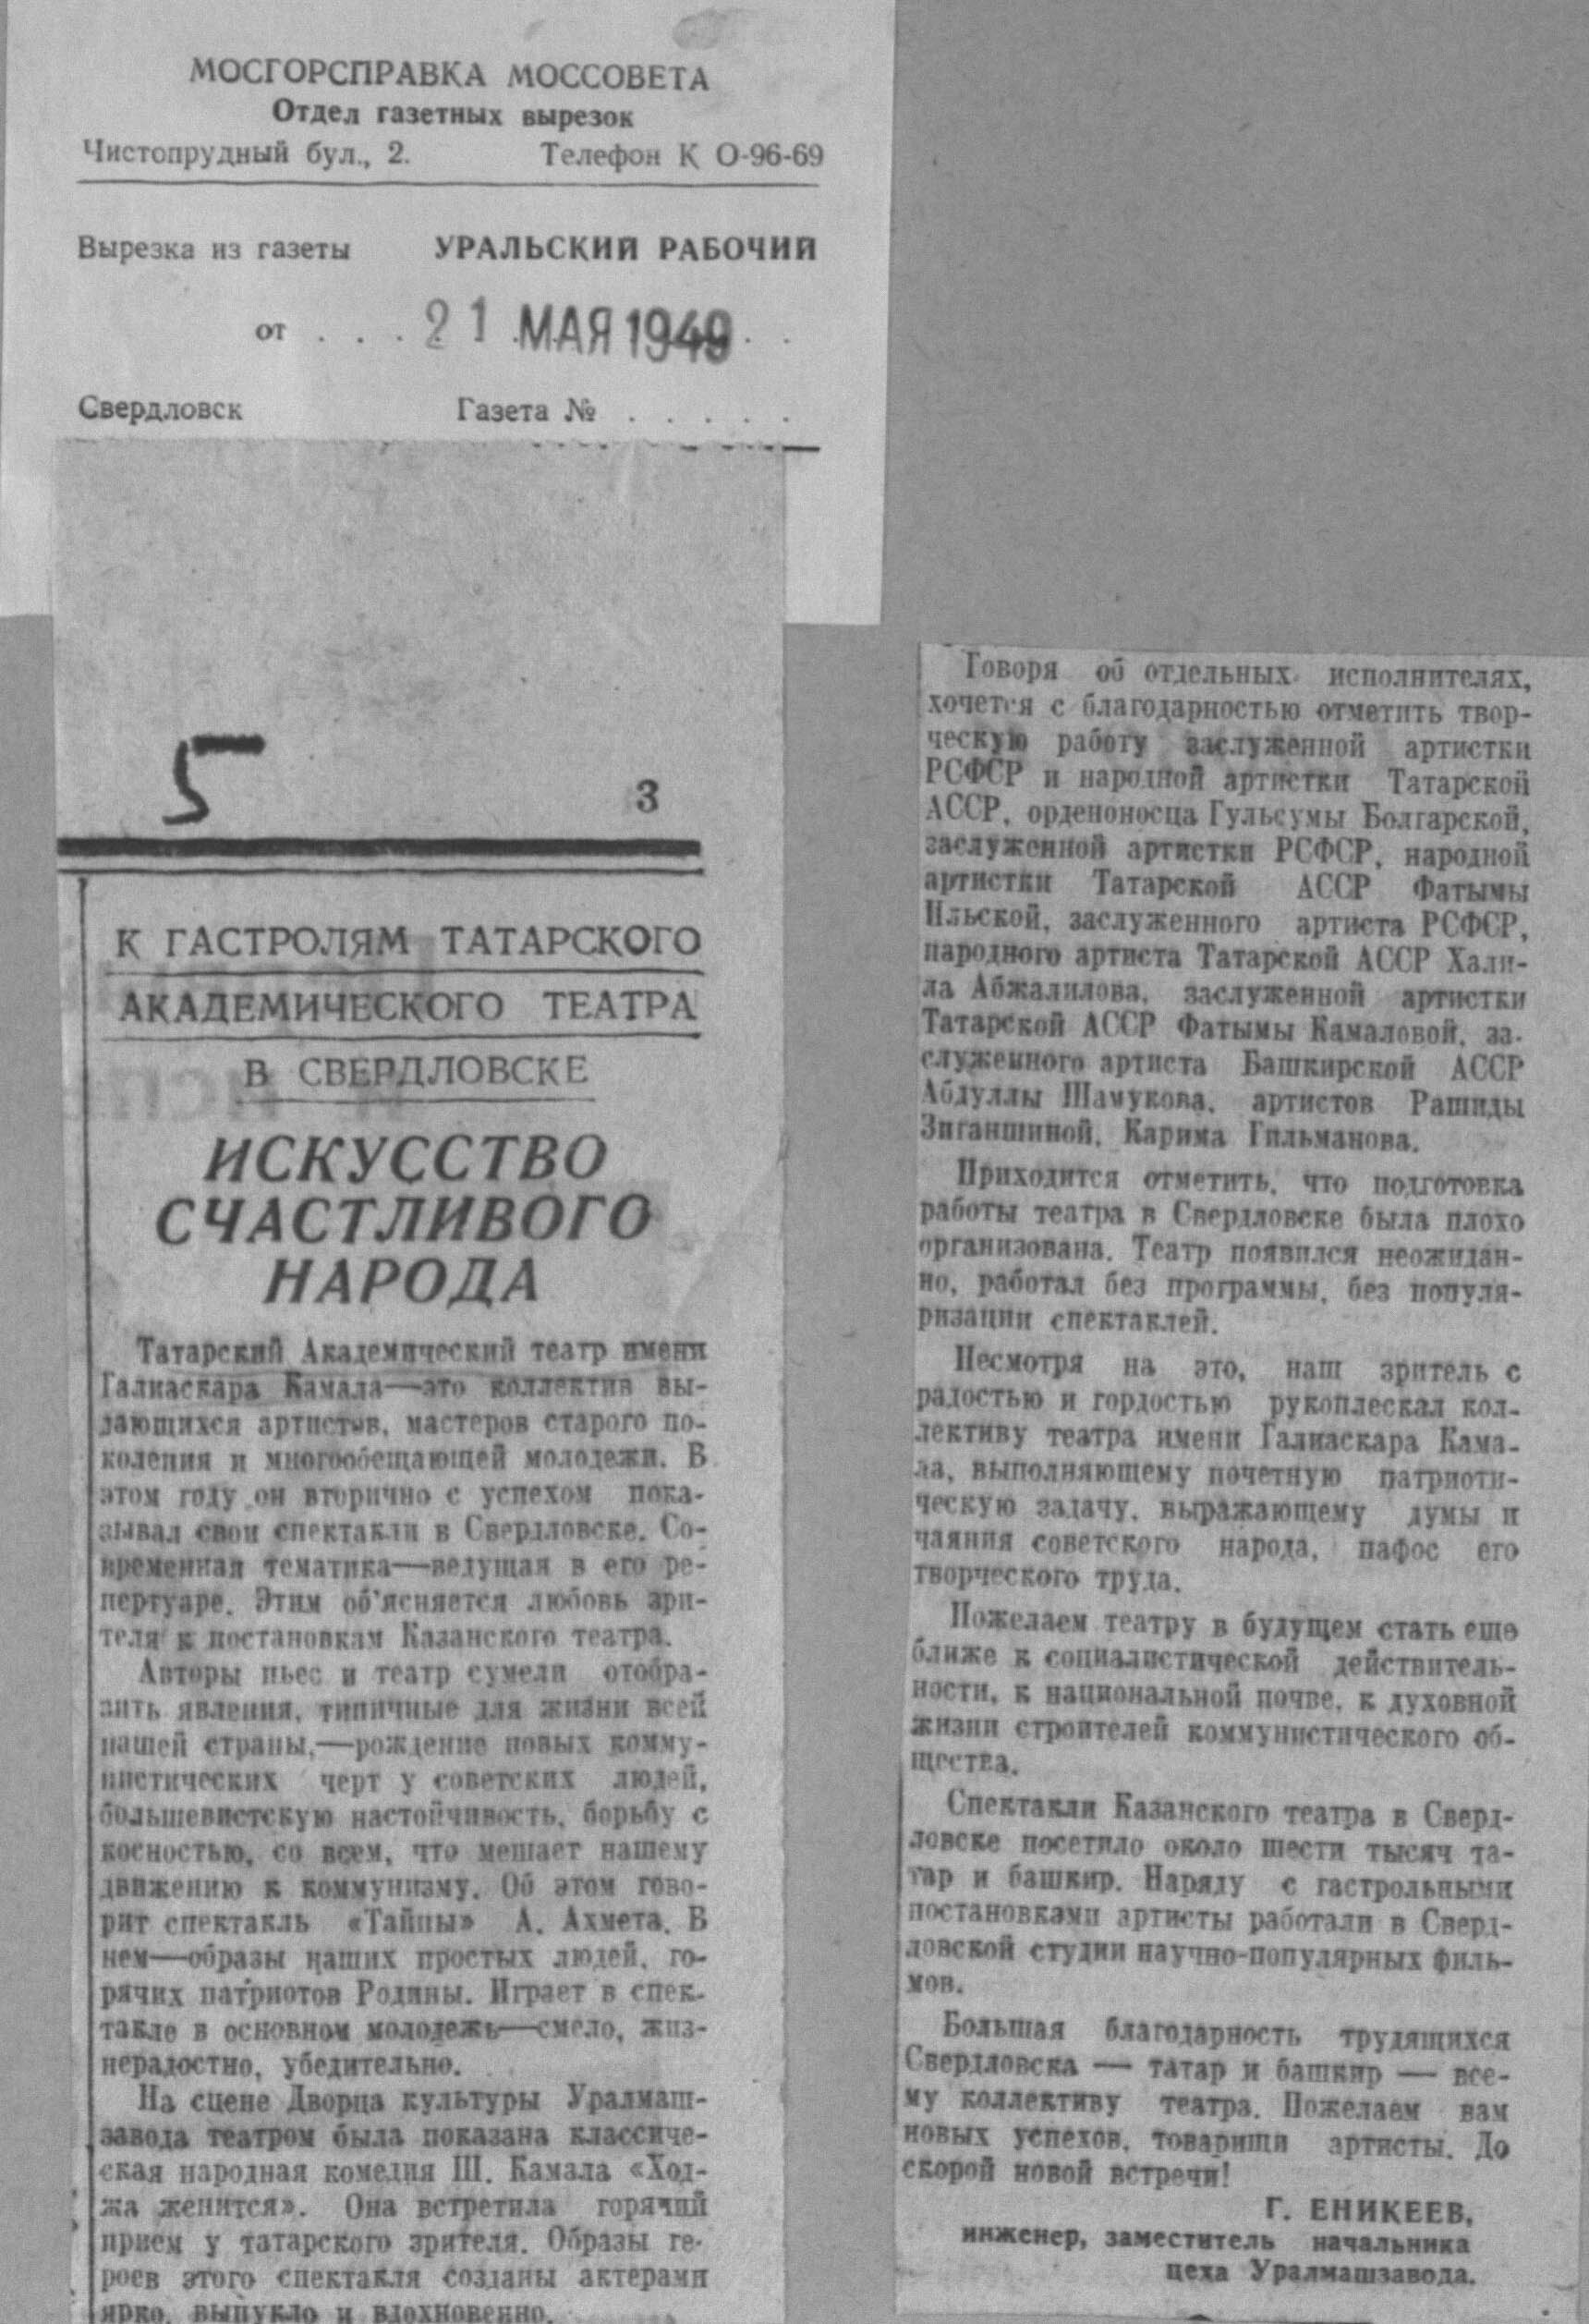 МОСГОРСПРАВКА МОССОВЕТА
Отдел газетных вырезок
Чистопрудный бул., 2. Телефон К 0-96-69
Вырезка из газеты УРАЛЬСКИЙ РАБОЧИЙ
от . . . . 21 МАЯ 1949 . .
Свердловск Газета № . . . . .
5
3
К ГАСТРОЛЯМ ТАТАРСКОГО
АКАДЕМИЧЕСКОГО ТЕАТРА
В СВЕРДЛОВСКЕ
ИСКУССТВО
СЧАСТЛИВОГО
НАРОДА
Татарский Академический театр имени
Галиаскара Камала—это коллектив вы-
дающихся артистов, мастеров старого по-
коления и многообещающей молодежи. В
этом году он вторично с успехом пока-
зывал свои спектакли в Свердловске. Со-
временная тематика—ведущая в его ре-
пертуаре. Этим об'ясняется любовь зри-
теля к постановкам Казанского театра.
Авторы пьес и театр сумели отобра-
зить явления, типичные для жизни всей
нашей страны,—рождение новых комму-
нистических черт у советских людей,
большевистскую настойчивость, борьбу с
косностью, со всем, что мешает нашему
движению к коммунизму. Об этом гово-
рит спектакль «Тайны» А. Ахмета. В
нем—образы наших простых людей, го-
рячих патриотов Родины. Играет в спек-
такле в основном молодежь—смело, жиз-
нерадостно, убедительно.
На сцене Дворца культуры Уралмаш-
завода театром была показана классиче-
ская народная комедия Ш. Камала «Ход-
жа женится». Она встретила горячий
прием у татарского зрителя. Образы ге-
роев этого спектакля созданы актерами
ярко, выпукло и вдохновенно.
Говоря об отдельных исполнителях,
хочется с благодарностью отметить твор-
ческую работу заслуженной артистки
РСФСР и народной артистки Татарской
АССР, орденоносца Гульсумы Болгарской,
заслуженной артистки РСФСР, народной
артистки Татарской АССР Фатымы
Ильской, заслуженного артиста РСФСР,
народного артиста Татарской АССР Хали-
ла Абжалилова, заслуженной артистки
Татарской АССР Фатымы Камаловой, за-
служенного артиста Башкирской АССР
Абдуллы Шамукова, артистов Рашиды
Зиганшиной, Карима Гильманова.
Приходится отметить, что подготовка
работы театра в Свердловске была плохо
организована. Театр появился неожидан-
но, работал без программы, без популя-
ризации спектаклей.
Несмотря на это, наш зритель с
радостью и гордостью рукоплескал кол-
лективу театра имени Галиаскара Кама-
ла, выполняющему почетную патриоти-
ческую задачу, выражающему думы и
чаяния советского народа, пафос его
творческого труда.
Пожелаем театру в будущем стать еще
ближе к социалистической действитель-
ности, к национальной почве, к духовной
жизни строителей коммунистического об-
щества.
Спектакли Казанского театра в Сверд-
ловске посетило около шести тысяч та-
тар и башкир. Наряду с гастрольными
постановками артисты работали в Сверд-
ловской студии научно-популярных филь-
мов.
Большая благодарность трудящихся
Свердловска — татар и башкир — все-
му коллективу театра. Пожелаем вам
новых успехов, товарищи артисты. До
скорой новой встречи!
Г. ЕНИКЕЕВ,
инженер, заместитель начальника
цеха Уралмашзавода.